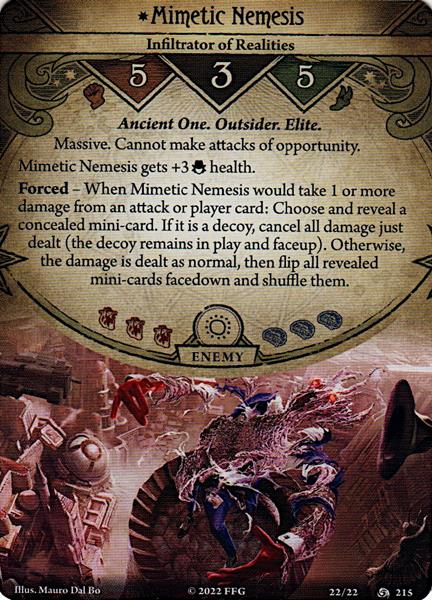 Mimetic Nemesis
Infiltrator of Realities
5 3 5
Ancient One. Outsider. Elite.
Massive. Cannot make attacks of opportunity.
Mimetic Nemesis gets +3 health.
Forced – When Mimetic Nemesis would take 1 or more
damage from an attack or player card: Choose and reveal a
concealed mini-card. If it is a decoy, cancel all damage just
dealt (the decoy remains in play and faceup). Otherwise,
the damage is dealt as normal, then flip all revealed
mini-cards facedown and shuffle them.
ENEMY
Illus. Mauro Dal Bo © 2022 FFG 22/22 215